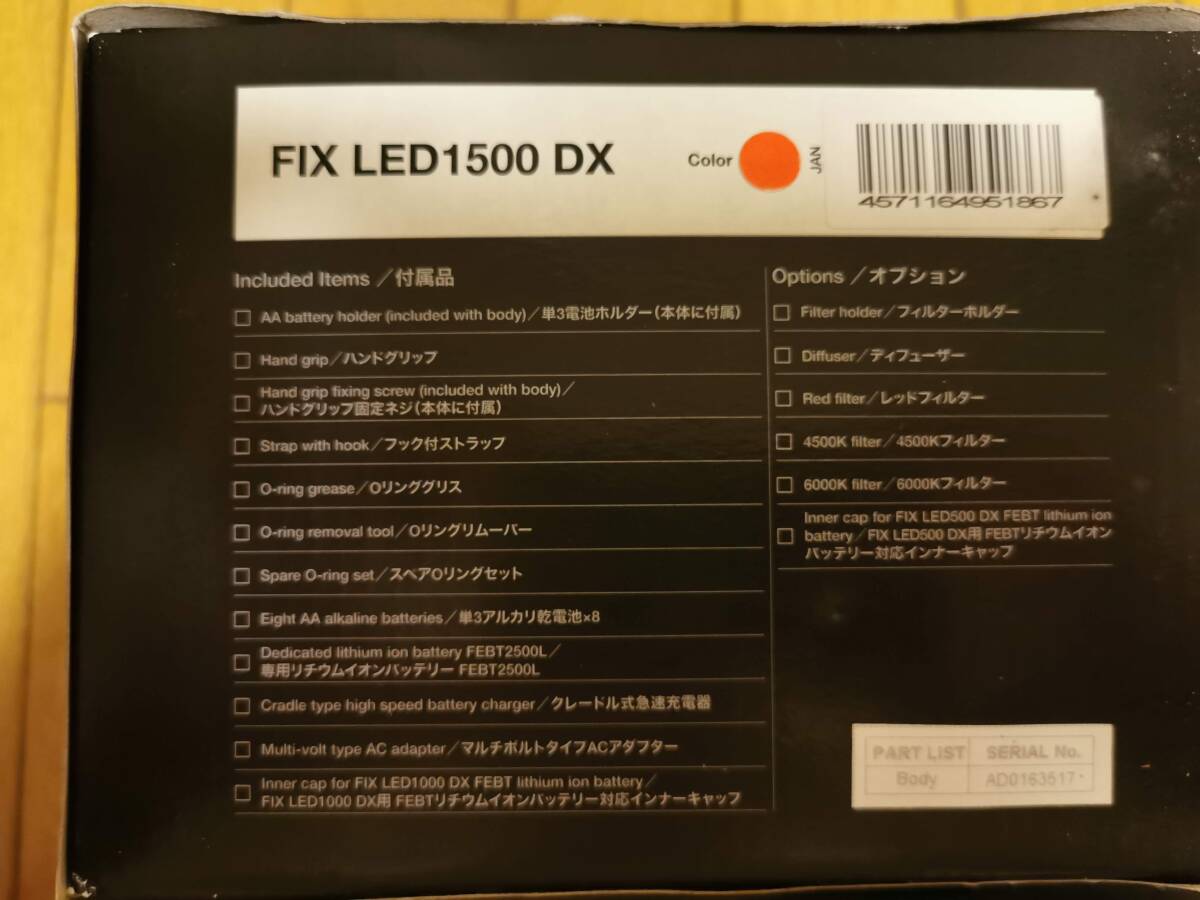 FIX LED1500 DX
Color
JAN
4571164951867
Included Items／付属品
AA battery holder (included with body)／単3電池ホルダー（本体に付属）
Hand grip／ハンドグリップ
Hand grip fixing screw (included with body)／
ハンドグリップ固定ネジ（本体に付属）
Strap with hook／フック付ストラップ
O-ring grease／Oリンググリス
O-ring removal tool／Oリングリムーバー
Spare O-ring set／スペアOリングセット
Eight AA alkaline batteries／単3アルカリ乾電池×8
Dedicated lithium ion battery FEBT2500L／
専用リチウムイオンバッテリー FEBT2500L
Cradle type high speed battery charger／クレードル式急速充電器
Multi-volt type AC adapter／マルチボルトタイプACアダプター
Inner cap for FIX LED1000 DX FEBT lithium ion battery／
FIX LED1000 DX用 FEBTリチウムイオンバッテリー対応インナーキャップ
Options／オプション
Filter holder／フィルターホルダー
Diffuser／ディフューザー
Red filter／レッドフィルター
4500K filter／4500Kフィルター
6000K filter／6000Kフィルター
Inner cap for FIX LED500 DX FEBT lithium ion
battery／FIX LED500 DX用 FEBTリチウムイオン
バッテリー対応インナーキャップ
PART LIST SERIAL No.
Body AD0163517